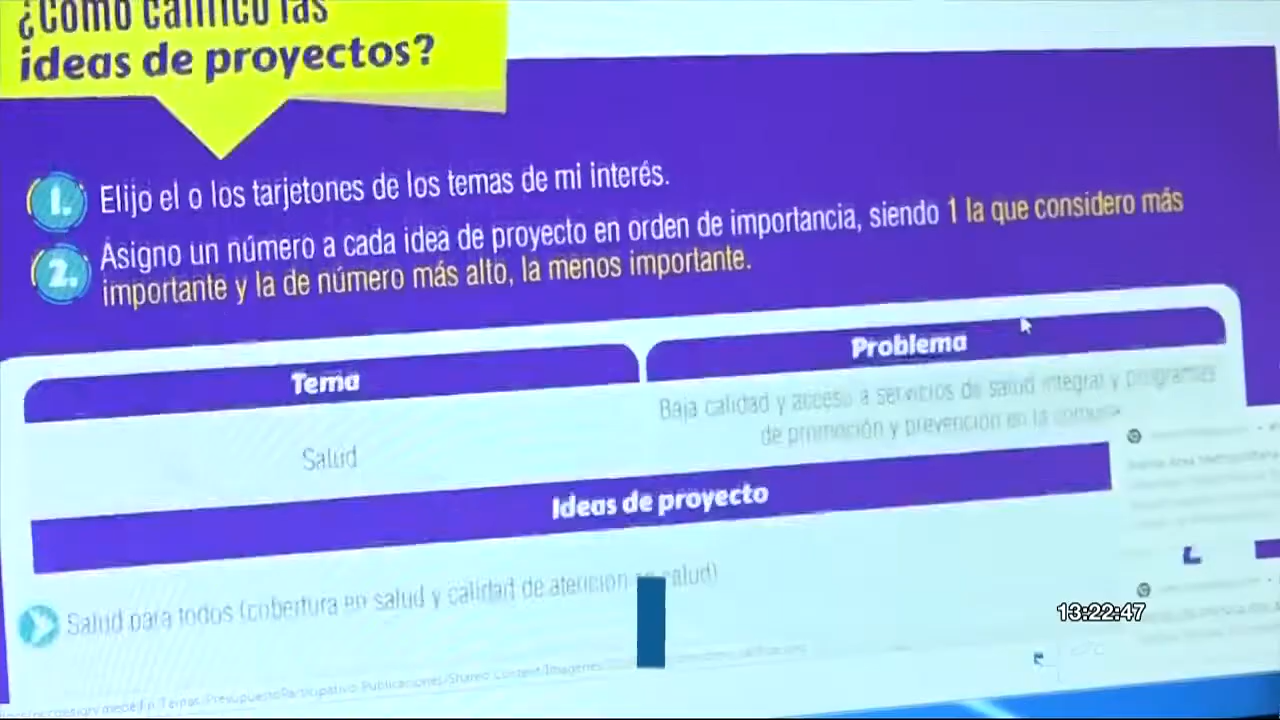 ¿Cómo califico las
ideas de proyectos?
1. Elijo el o los tarjetones de los temas de mi interés.
2. Asigno un número a cada idea de proyecto en orden de importancia, siendo 1 la que considero más
importante y la de número más alto, la menos importante.
Tema
Problema
Salud
Baja calidad y acceso a servicios de salud integral y programas
de promoción y prevención en la
Ideas de proyecto
Salud para todos (cobertura en salud y calidad de atención en salud)
13:22:47